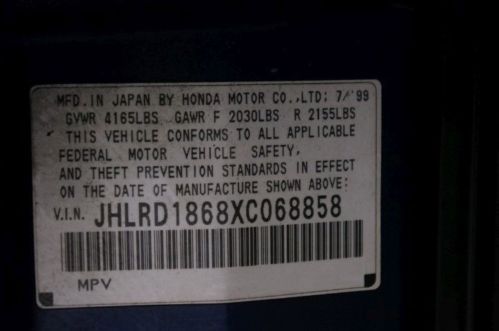 MFD. IN JAPAN BY HONDA MOTOR CO., LTD; 7/'99
GVWR 4165LBS GAWR F 2030LBS R 2155LBS
THIS VEHICLE CONFORMS TO ALL APPLICABLE
FEDERAL MOTOR VEHICLE SAFETY,
AND THEFT PREVENTION STANDARDS IN EFFECT
ON THE DATE OF MANUFACTURE SHOWN ABOVE:
V.I.N. JHLRD1868XC068858
MPV